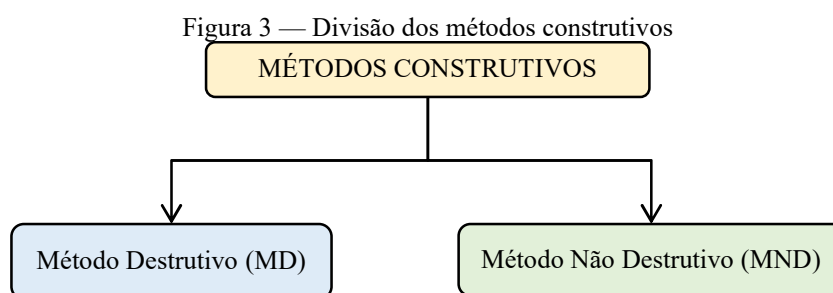 Figura 3 — Divisão dos métodos construtivos
MÉTODOS CONSTRUTIVOS
Método Destrutivo (MD)
Método Não Destrutivo (MND)